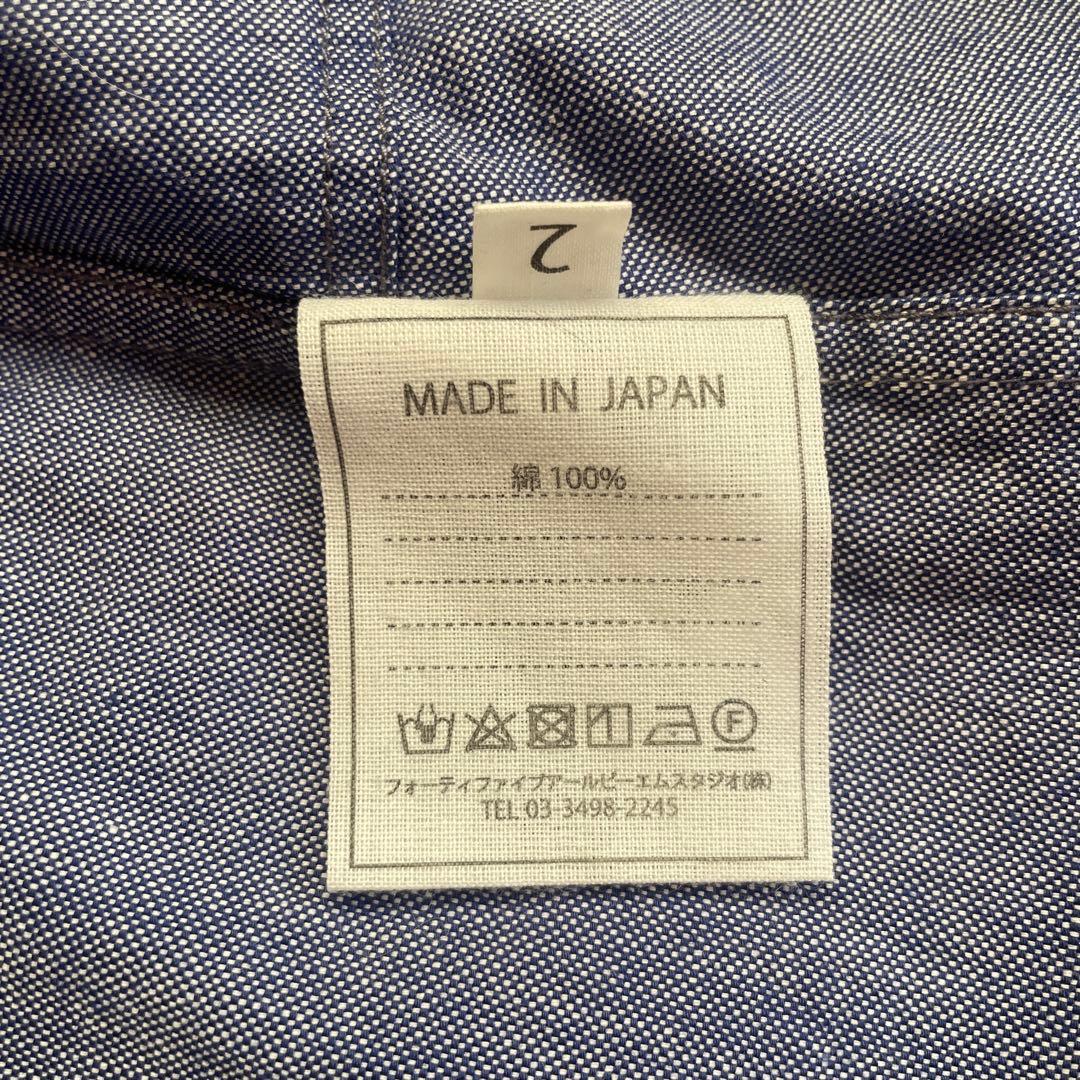 2
MADE IN JAPAN
綿 100%
フォーティファイブアールピーエムスタジオ(株)
TEL 03-3498-2245
F